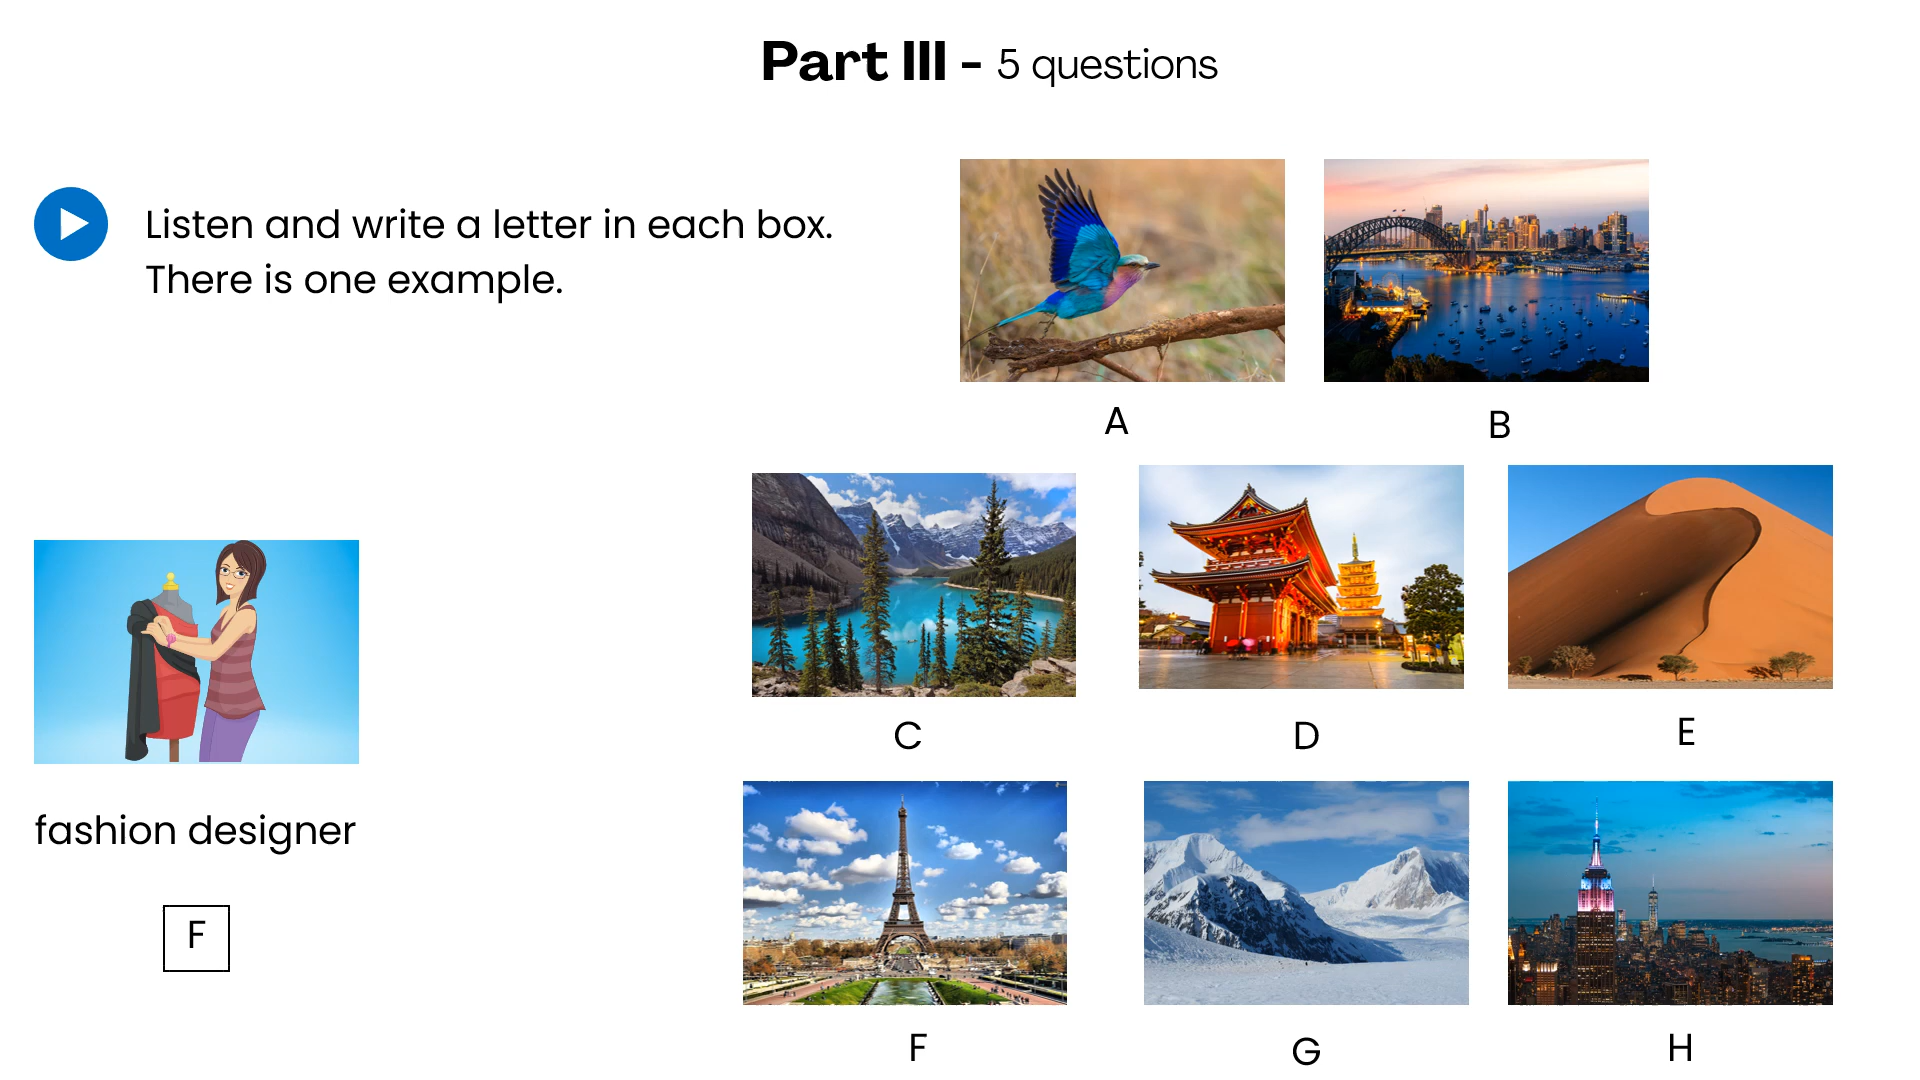 Part III - 5 questions
Listen and write a letter in each box.
There is one example.
A
B
C
D
E
fashion designer
F
F
G
H